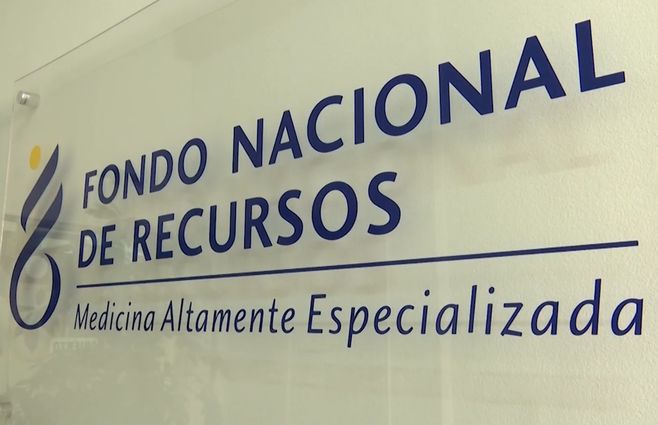 FONDO NACIONAL
DE RECURSOS
Medicina Altamente Especializada